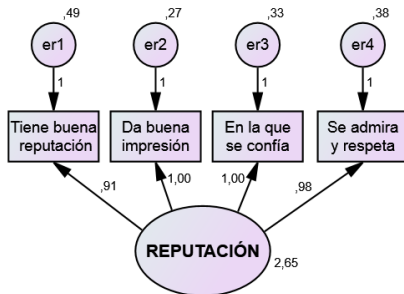 ,49 ,27 ,33 ,38
er1 er2 er3 er4
1 1 1 1
Tiene buena
reputación
Da buena
impresión
En la que
se confía
Se admira
y respeta
,91 1,00 1,00 ,98
REPUTACIÓN
2,65